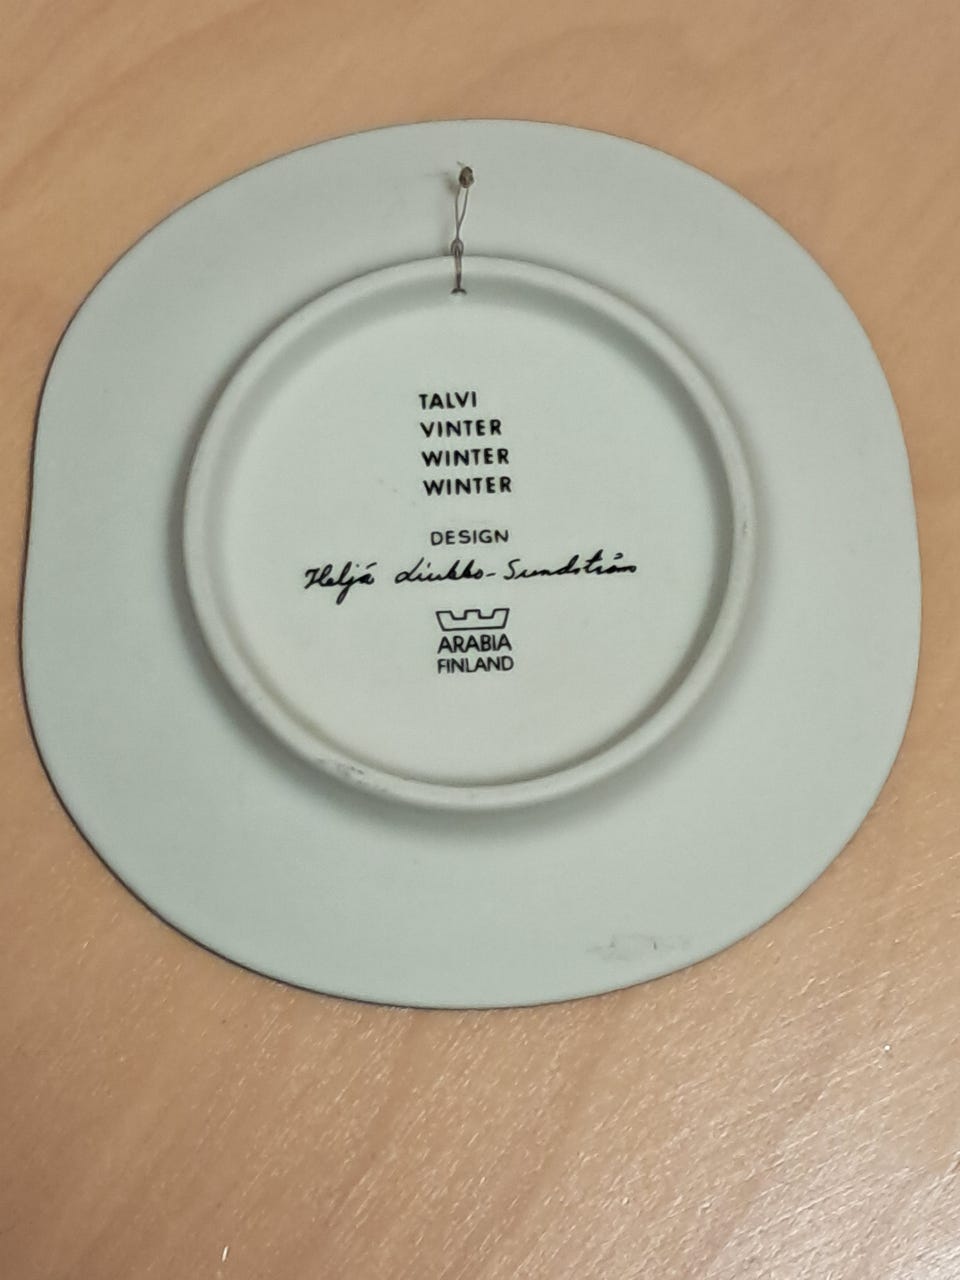 TALVI
VINTER
WINTER
WINTER
DESIGN
Heljä Liukko-Sundström
ARABIA
FINLAND